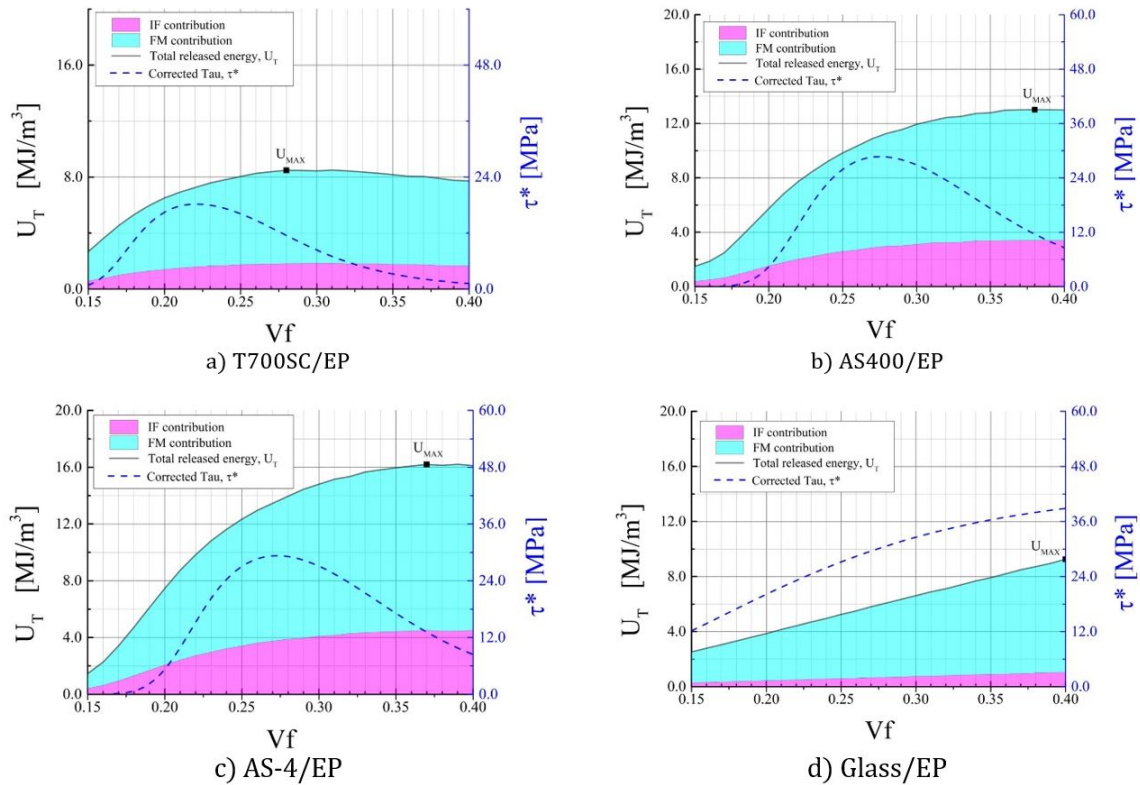 IF contribution
FM contribution
Total released energy, U_T
Corrected Tau, τ*
16.0
12.0
8.0
4.0
0.0
48.0
36.0
24.0
12.0
0.0
U_MAX
U_T [MJ/m³]
τ* [MPa]
0.15 0.20 0.25 0.30 0.35 0.40
Vf
a) T700SC/EP
IF contribution
FM contribution
Total released energy, U_T
Corrected Tau, τ*
20.0
16.0
12.0
8.0
4.0
0.0
60.0
48.0
36.0
24.0
12.0
0.0
U_MAX
U_T [MJ/m³]
τ* [MPa]
0.15 0.20 0.25 0.30 0.35 0.40
Vf
b) AS400/EP
IF contribution
FM contribution
Total released energy, U_T
Corrected Tau, τ*
20.0
16.0
12.0
8.0
4.0
0.0
60.0
48.0
36.0
24.0
12.0
0.0
U_MAX
U_T [MJ/m³]
τ* [MPa]
0.15 0.20 0.25 0.30 0.35 0.40
Vf
c) AS-4/EP
IF contribution
FM contribution
Total released energy, U_T
Corrected Tau, τ*
20.0
16.0
12.0
8.0
4.0
0.0
60.0
48.0
36.0
24.0
12.0
0.0
U_MAX
U_T [MJ/m³]
τ* [MPa]
0.15 0.20 0.25 0.30 0.35 0.40
Vf
d) Glass/EP